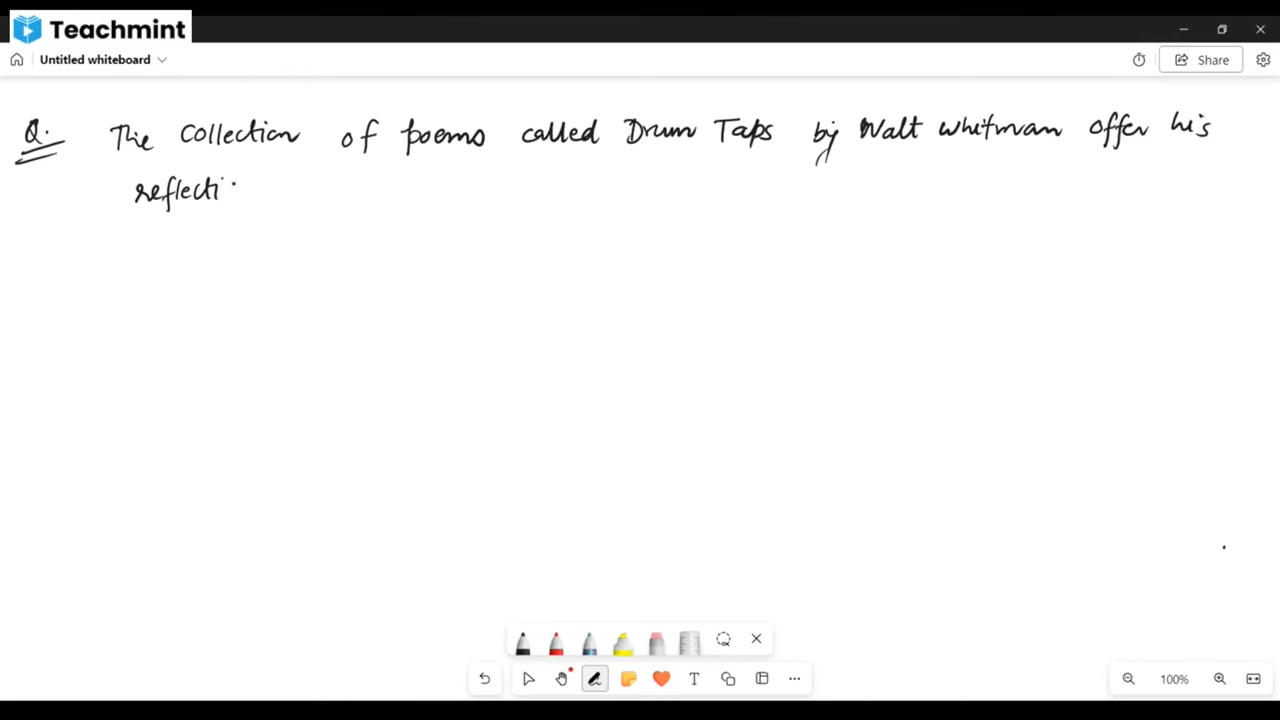 Teachmint
Untitled whiteboard
Share
Q. The Collection of poems called Drum Taps by Walt whitman offer his
reflecti
100%